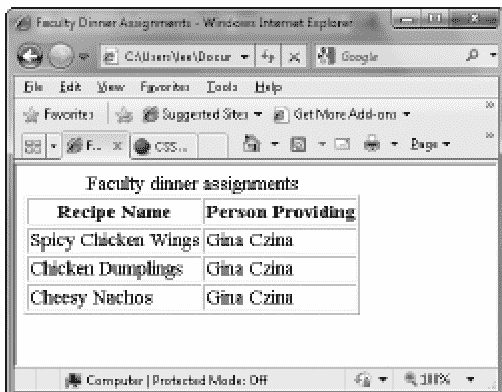 Faculty Dinner Assignments - Windows Internet Explorer
C:\Users\lee\Docur
Google
File Edit View Favorites Tools Help
Favorites Suggested Sites Get More Add-ons
F... CSS... Page
Faculty dinner assignments
Recipe Name Person Providing
Spicy Chicken Wings Gina Czina
Chicken Dumplings Gina Czina
Cheesy Nachos Gina Czina
Computer | Protected Mode: Off 100%